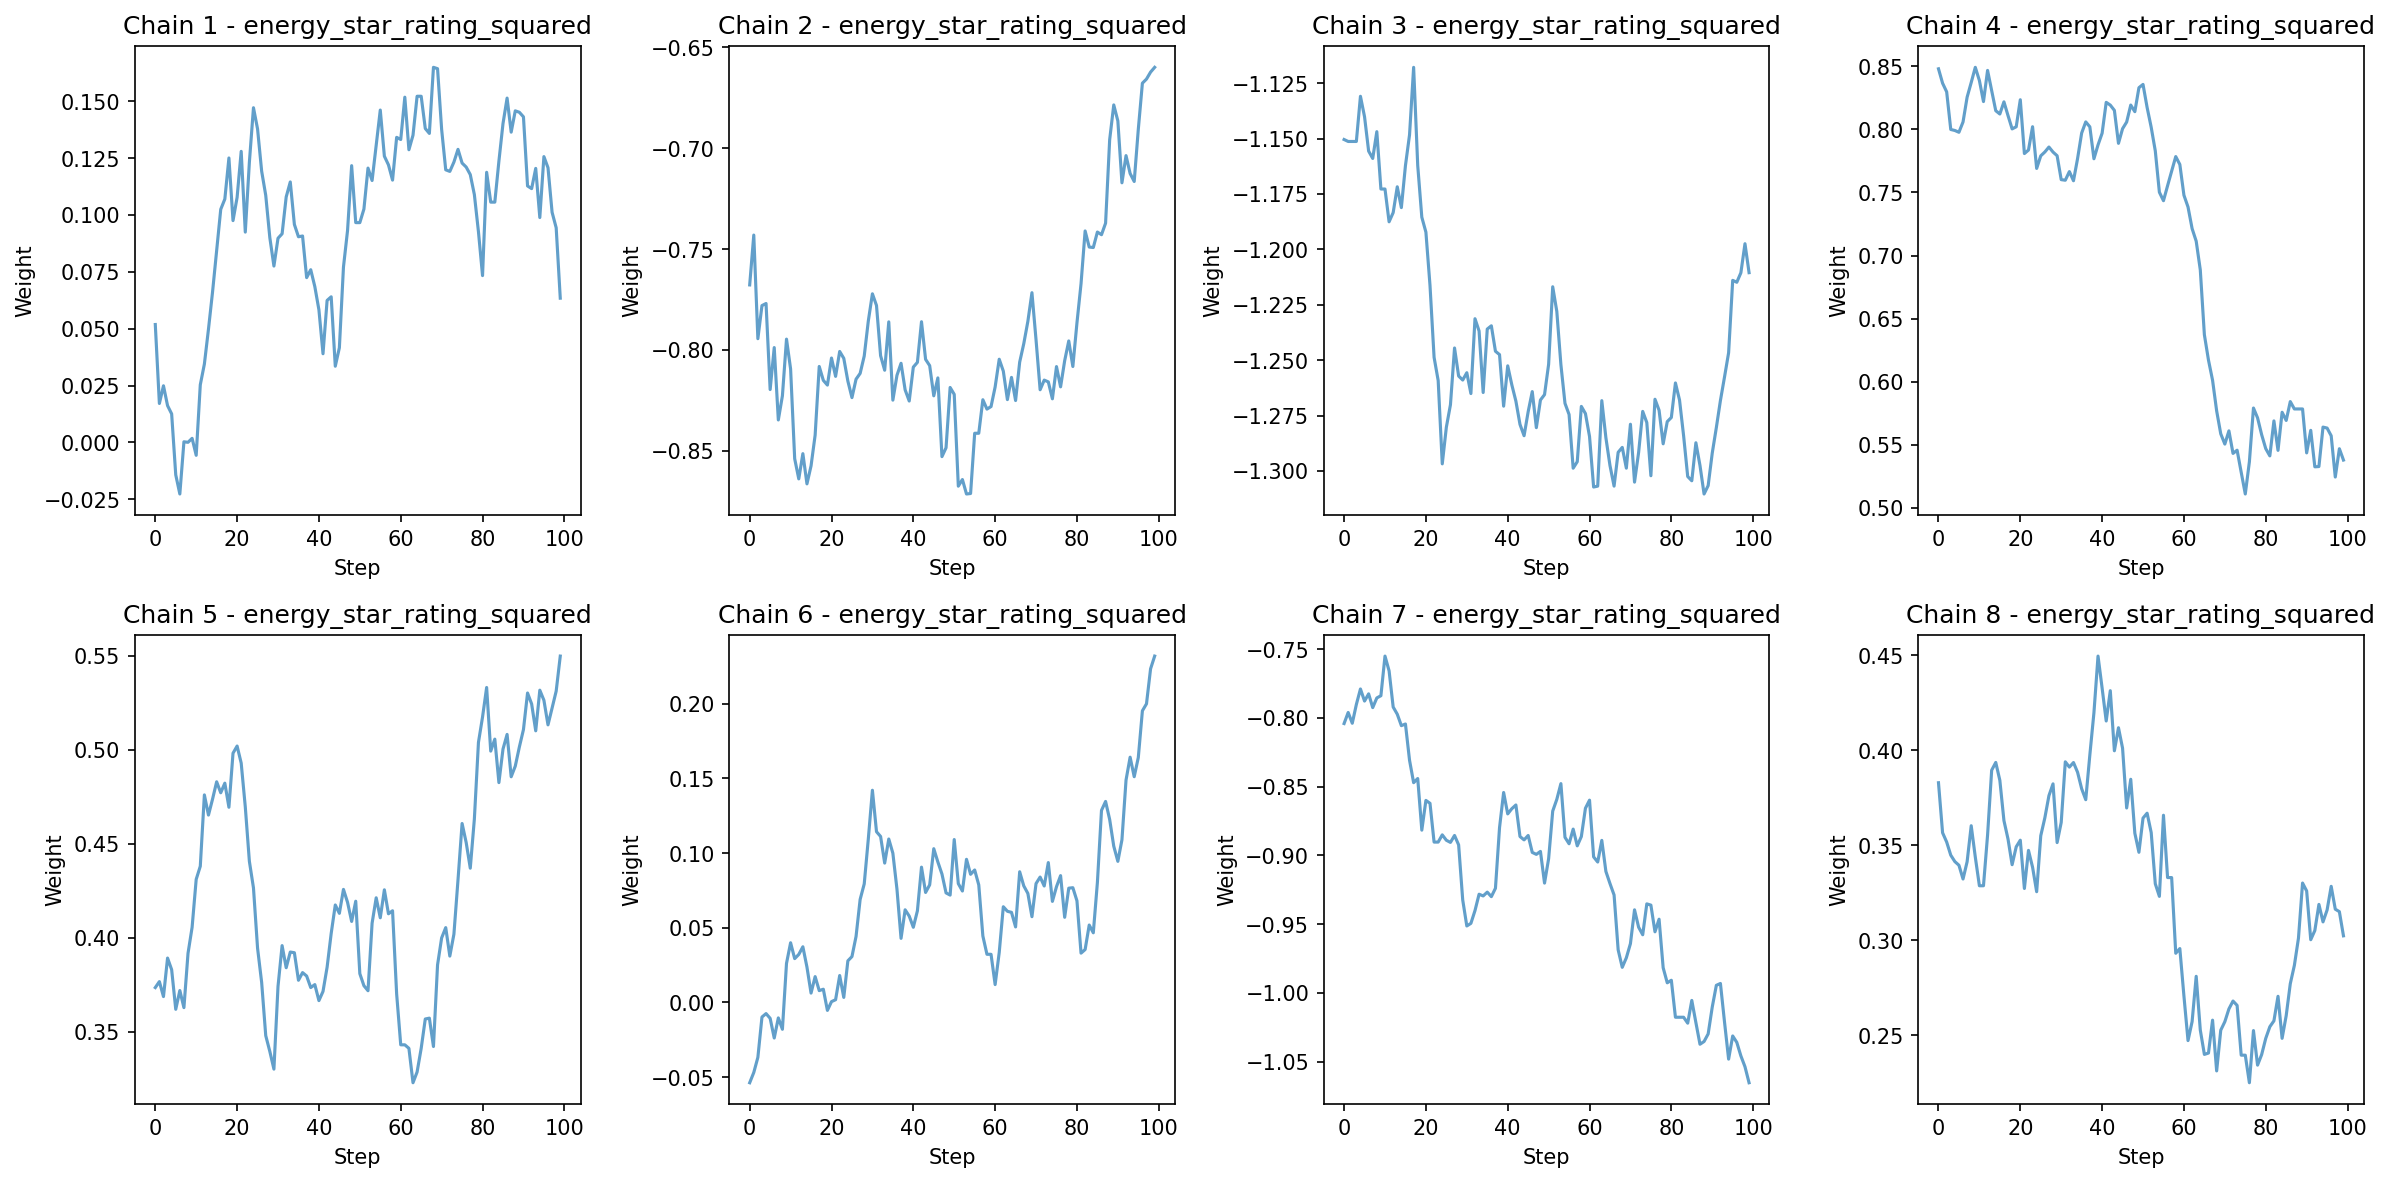 Chain 1 - energy_star_rating_squared
Weight
0.150
0.125
0.100
0.075
0.050
0.025
0.000
−0.025
0 20 40 60 80 100
Step
Chain 2 - energy_star_rating_squared
Weight
−0.65
−0.70
−0.75
−0.80
−0.85
0 20 40 60 80 100
Step
Chain 3 - energy_star_rating_squared
Weight
−1.125
−1.150
−1.175
−1.200
−1.225
−1.250
−1.275
−1.300
0 20 40 60 80 100
Step
Chain 4 - energy_star_rating_squared
Weight
0.85
0.80
0.75
0.70
0.65
0.60
0.55
0.50
0 20 40 60 80 100
Step
Chain 5 - energy_star_rating_squared
Weight
0.55
0.50
0.45
0.40
0.35
0 20 40 60 80 100
Step
Chain 6 - energy_star_rating_squared
Weight
0.20
0.15
0.10
0.05
0.00
−0.05
0 20 40 60 80 100
Step
Chain 7 - energy_star_rating_squared
Weight
−0.75
−0.80
−0.85
−0.90
−0.95
−1.00
−1.05
0 20 40 60 80 100
Step
Chain 8 - energy_star_rating_squared
Weight
0.45
0.40
0.35
0.30
0.25
0 20 40 60 80 100
Step